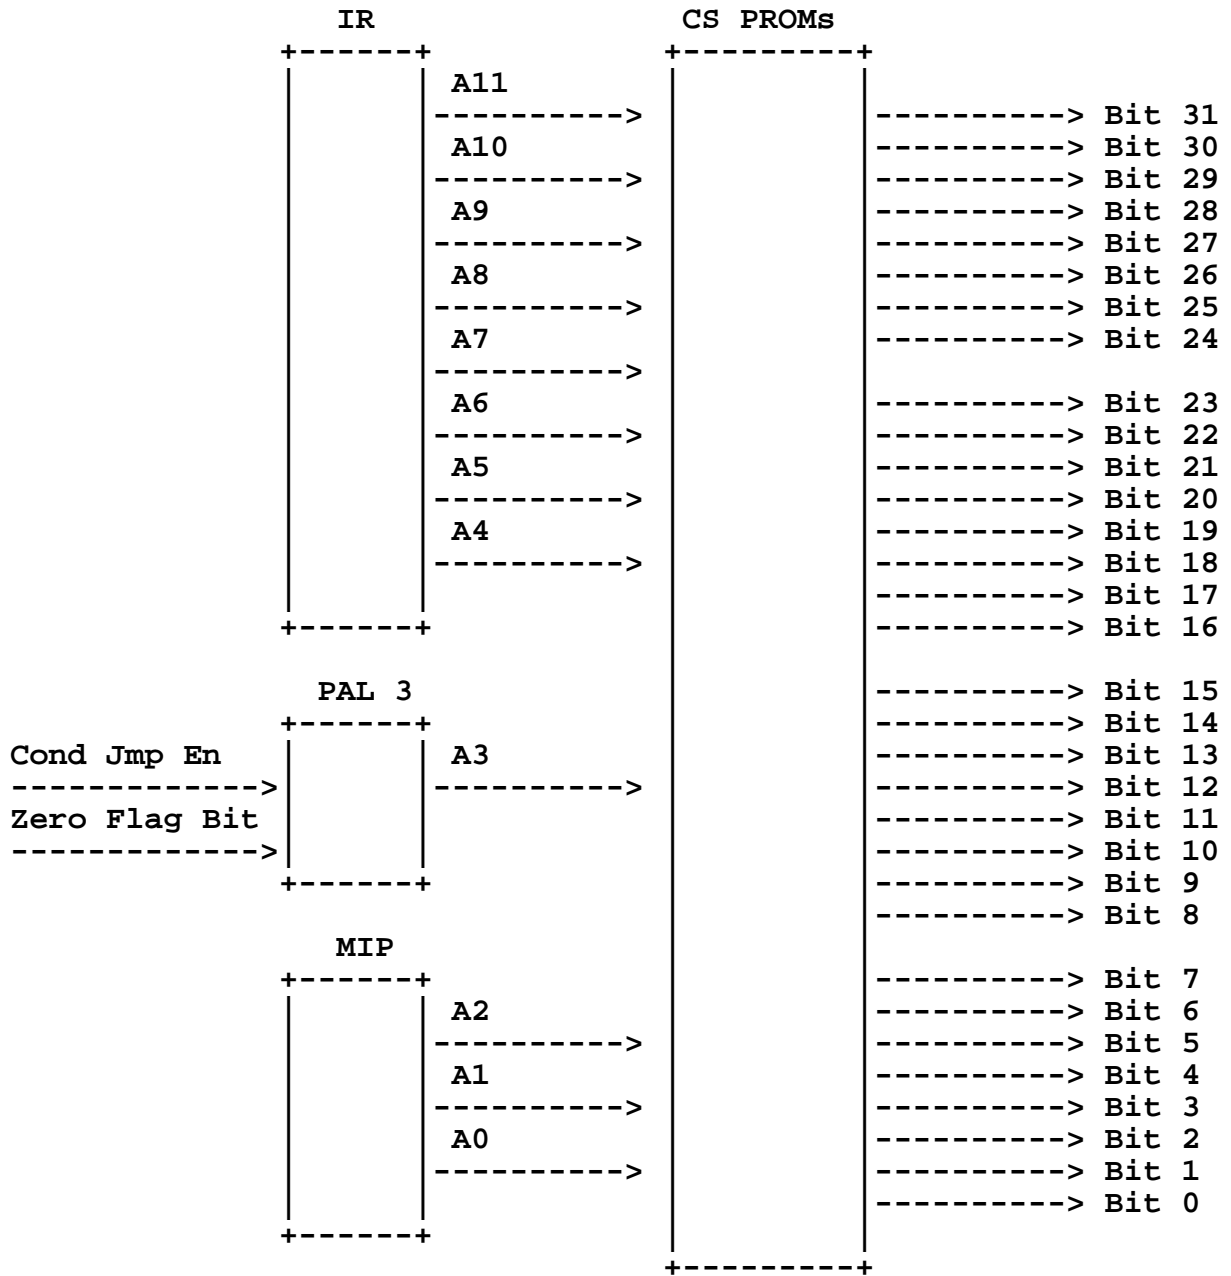 IR CS PROMs
A11
Bit 31
A10 Bit 30
Bit 29
A9 Bit 28
Bit 27
A8 Bit 26
Bit 25
A7 Bit 24
A6 Bit 23
Bit 22
A5 Bit 21
Bit 20
A4 Bit 19
Bit 18
Bit 17
Bit 16
PAL 3 Bit 15
Bit 14
Cond Jmp En A3 Bit 13
Bit 12
Zero Flag Bit Bit 11
Bit 10
Bit 9
Bit 8
MIP
Bit 7
A2 Bit 6
Bit 5
A1 Bit 4
Bit 3
A0 Bit 2
Bit 1
Bit 0